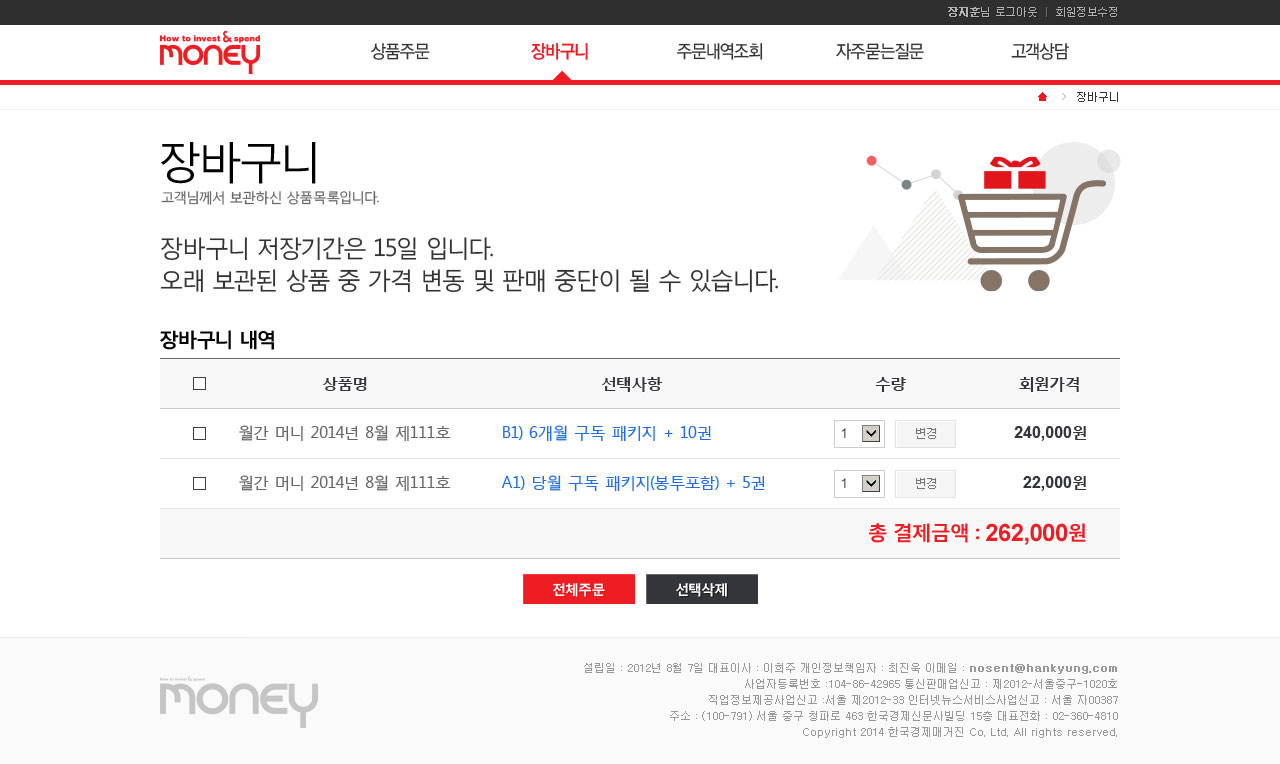 장지훈님 로그아웃 | 회원정보수정
How to invest & spend
money
상품주문 장바구니 주문내역조회 자주묻는질문 고객상담
> 장바구니
장바구니
고객님께서 보관하신 상품목록입니다.
장바구니 저장기간은 15일 입니다.
오래 보관된 상품 중 가격 변동 및 판매 중단이 될 수 있습니다.
장바구니 내역
상품명 선택사항 수량 회원가격
월간 머니 2014년 8월 제111호 B1) 6개월 구독 패키지 + 10권 1 변경 240,000원
월간 머니 2014년 8월 제111호 A1) 당월 구독 패키지(봉투포함) + 5권 1 변경 22,000원
총 결제금액 : 262,000원
전체주문 선택삭제
How to invest & spend
money
설립일 : 2012년 8월 7일 대표이사 : 이희주 개인정보책임자 : 최진욱 이메일 : nosent@hankyung.com
사업자등록번호 :104-86-42965 통신판매업신고 : 제2012-서울중구-1020호
직업정보제공사업신고 :서울 제2012-33 인터넷뉴스서비스사업신고 : 서울 자00387
주소 : (100-791) 서울 중구 청파로 463 한국경제신문사빌딩 15층 대표전화 : 02-360-4810
Copyright 2014 한국경제매거진 Co, Ltd, All rights reserved,